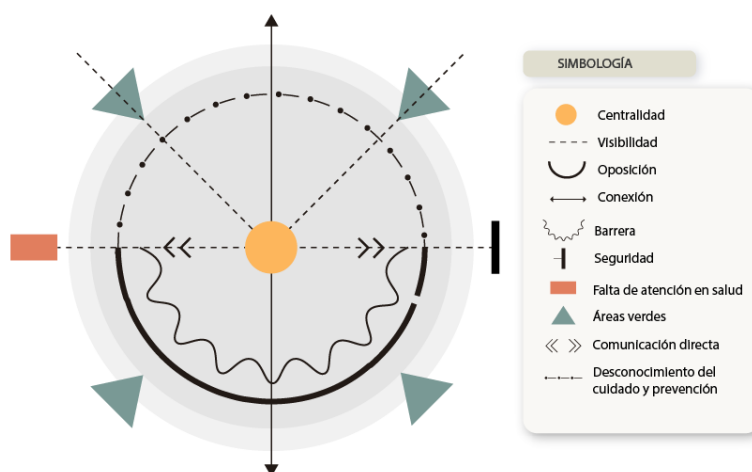 SIMBOLOGÍA
Centralidad
Visibilidad
Oposición
Conexión
Barrera
Seguridad
Falta de atención en salud
Áreas verdes
Comunicación directa
Desconocimiento del
cuidado y prevención